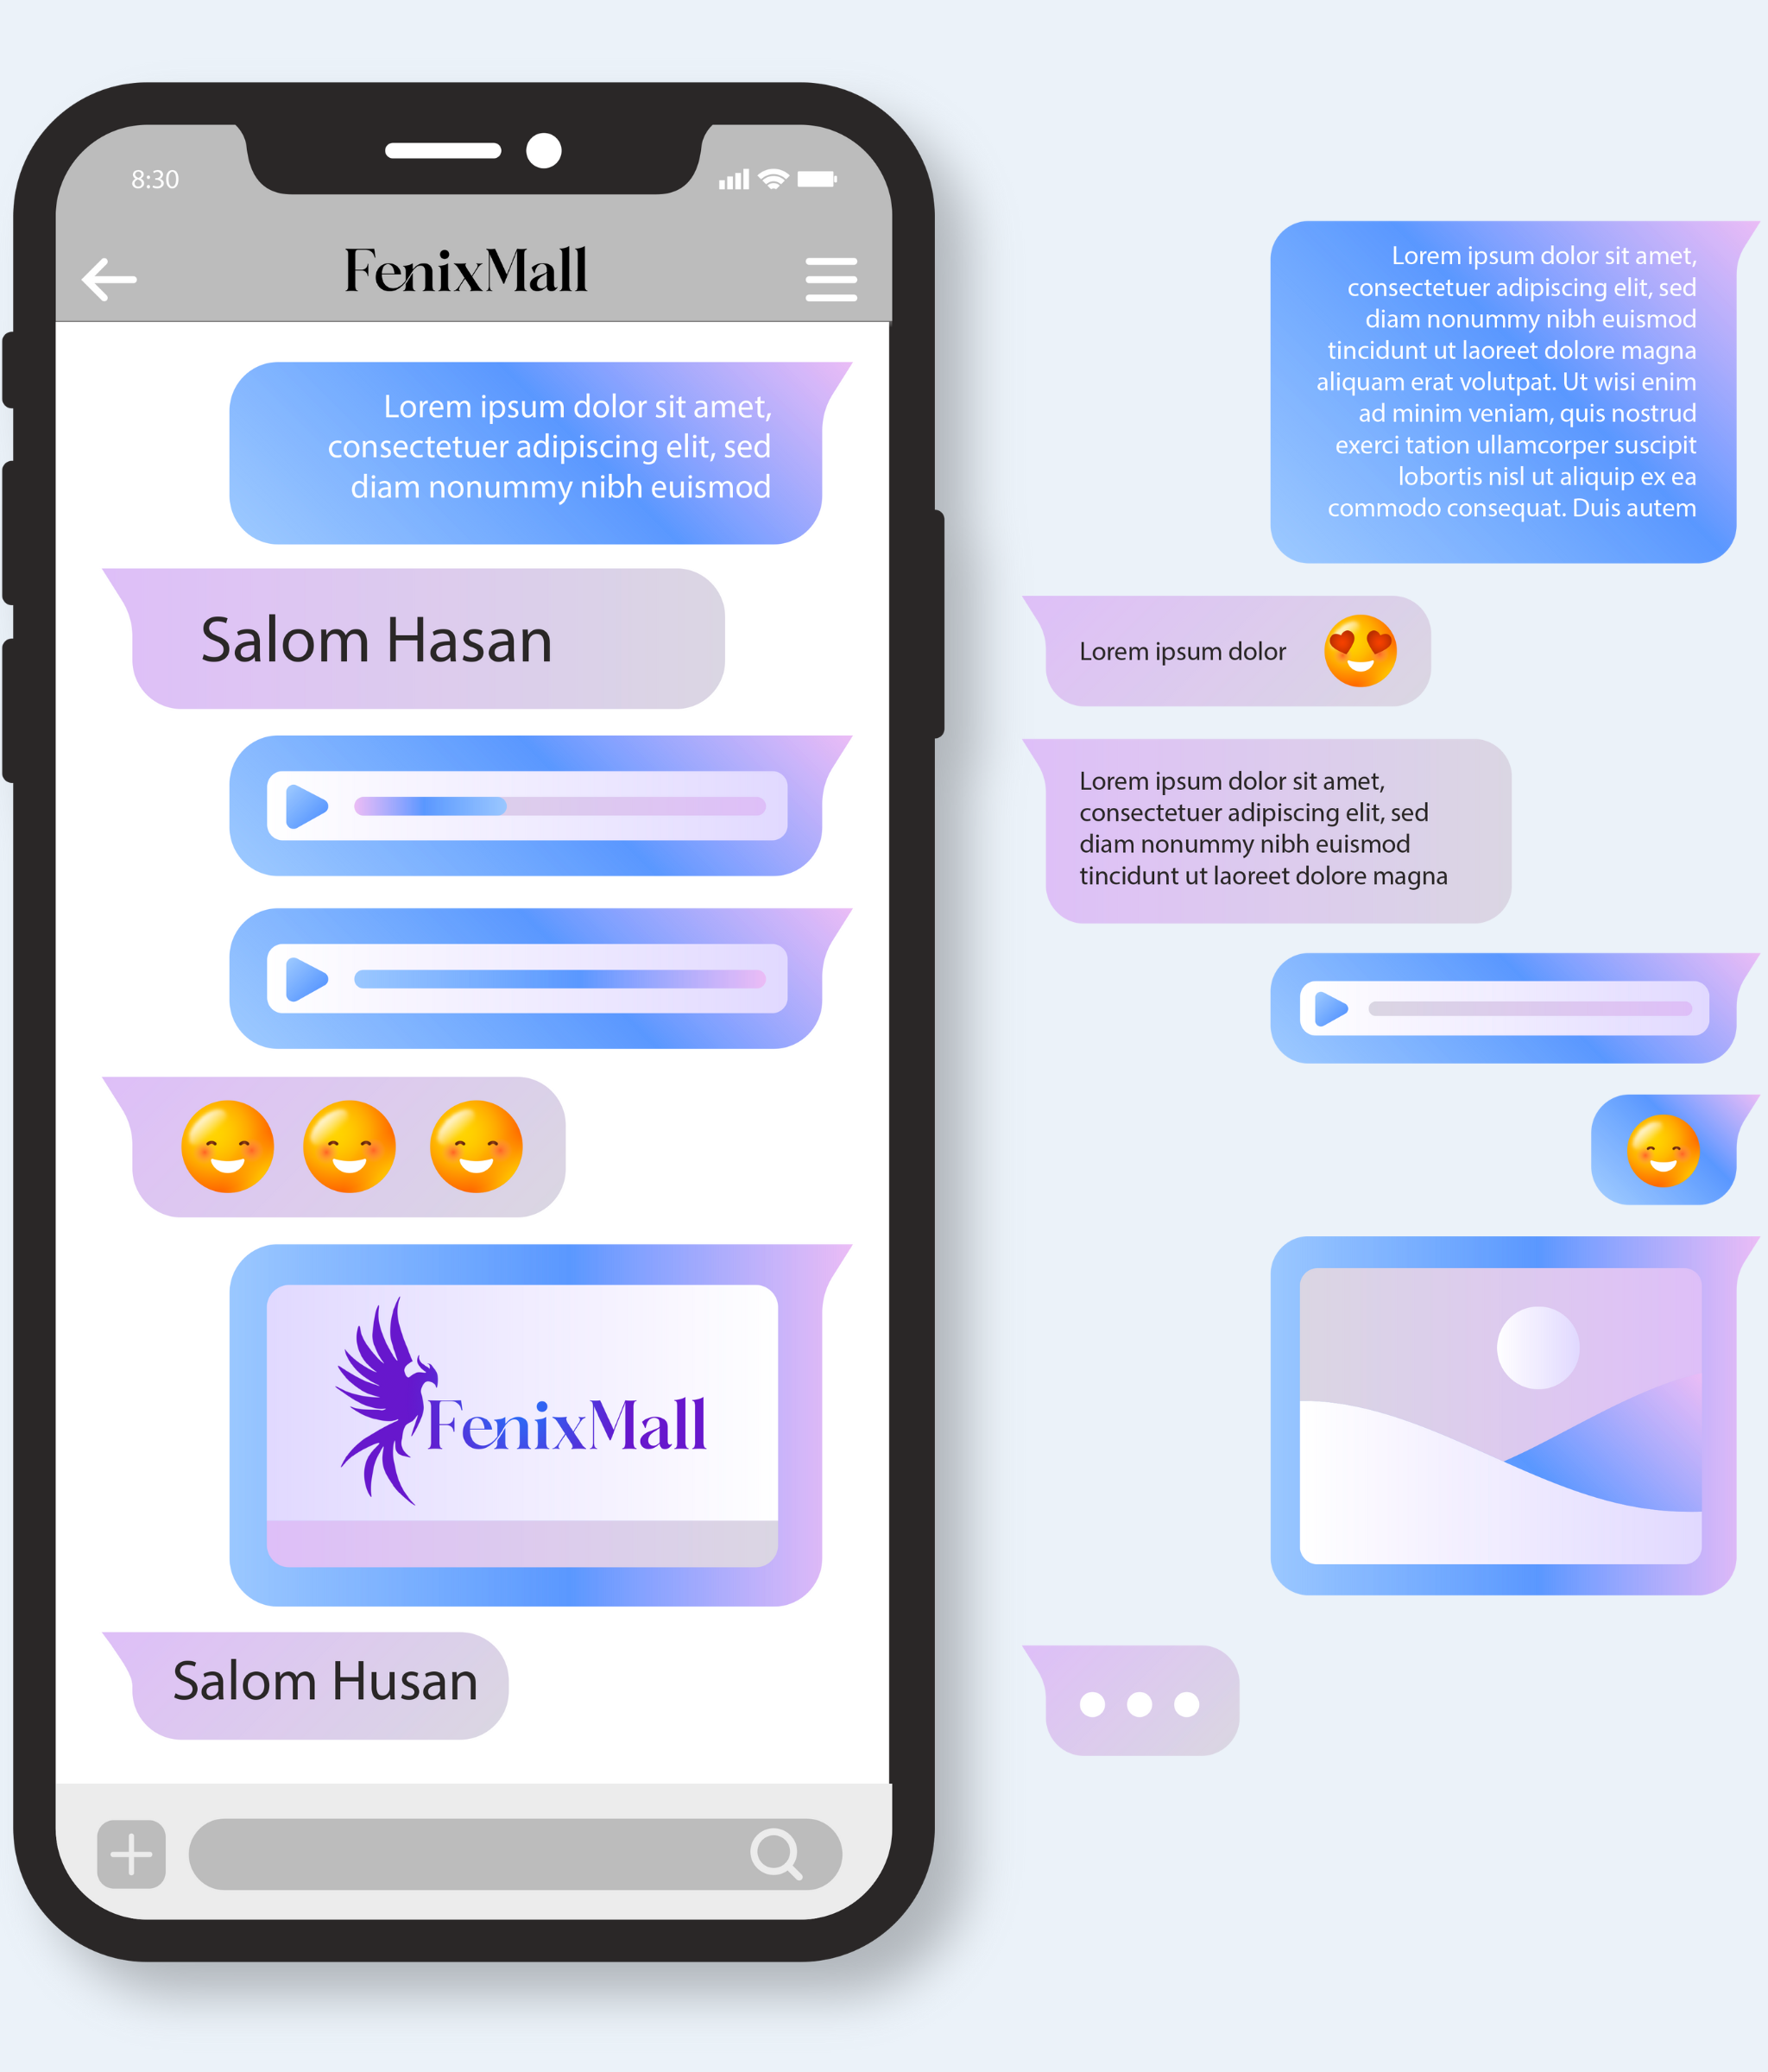 8:30
FenixMall
Lorem ipsum dolor sit amet,
consectetuer adipiscing elit, sed
diam nonummy nibh euismod
Salom Hasan
FenixMall
Salom Husan
Lorem ipsum dolor sit amet,
consectetuer adipiscing elit, sed
diam nonummy nibh euismod
tincidunt ut laoreet dolore magna
aliquam erat volutpat. Ut wisi enim
ad minim veniam, quis nostrud
exerci tation ullamcorper suscipit
lobortis nisl ut aliquip ex ea
commodo consequat. Duis autem
Lorem ipsum dolor
Lorem ipsum dolor sit amet,
consectetuer adipiscing elit, sed
diam nonummy nibh euismod
tincidunt ut laoreet dolore magna